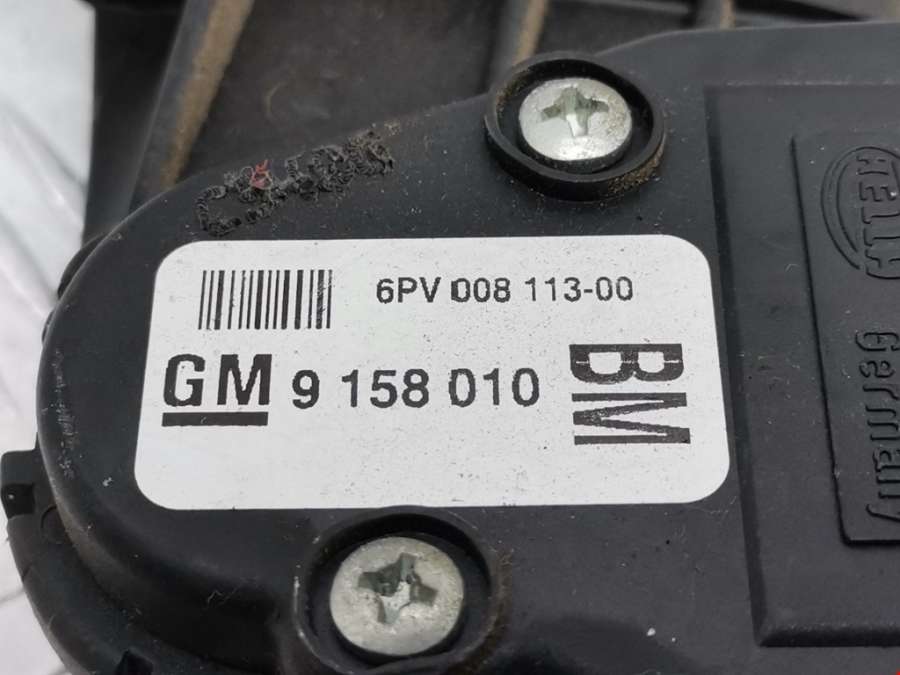 6PV 008 113-00
GM 9 158 010
BM
HELLA
Germany